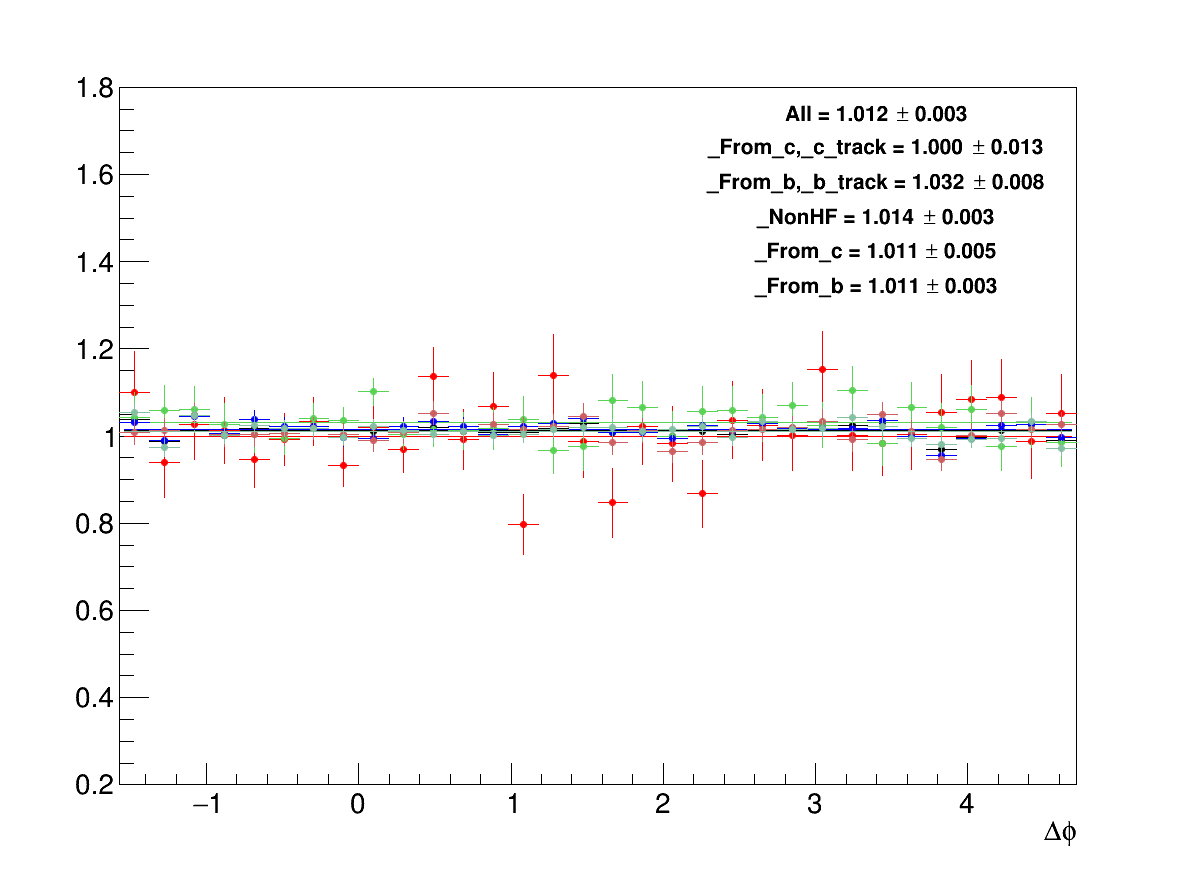 1.8
All = 1.012 ± 0.003
_From_c,_c_track = 1.000 ± 0.013
1.6
_From_b,_b_track = 1.032 ± 0.008
_NonHF = 1.014 ± 0.003
1.4
_From_c = 1.011 ± 0.005
_From_b = 1.011 ± 0.003
1.2
1
0.8
0.6
0.4
0.2
−1 0 1 2 3 4
Δϕ